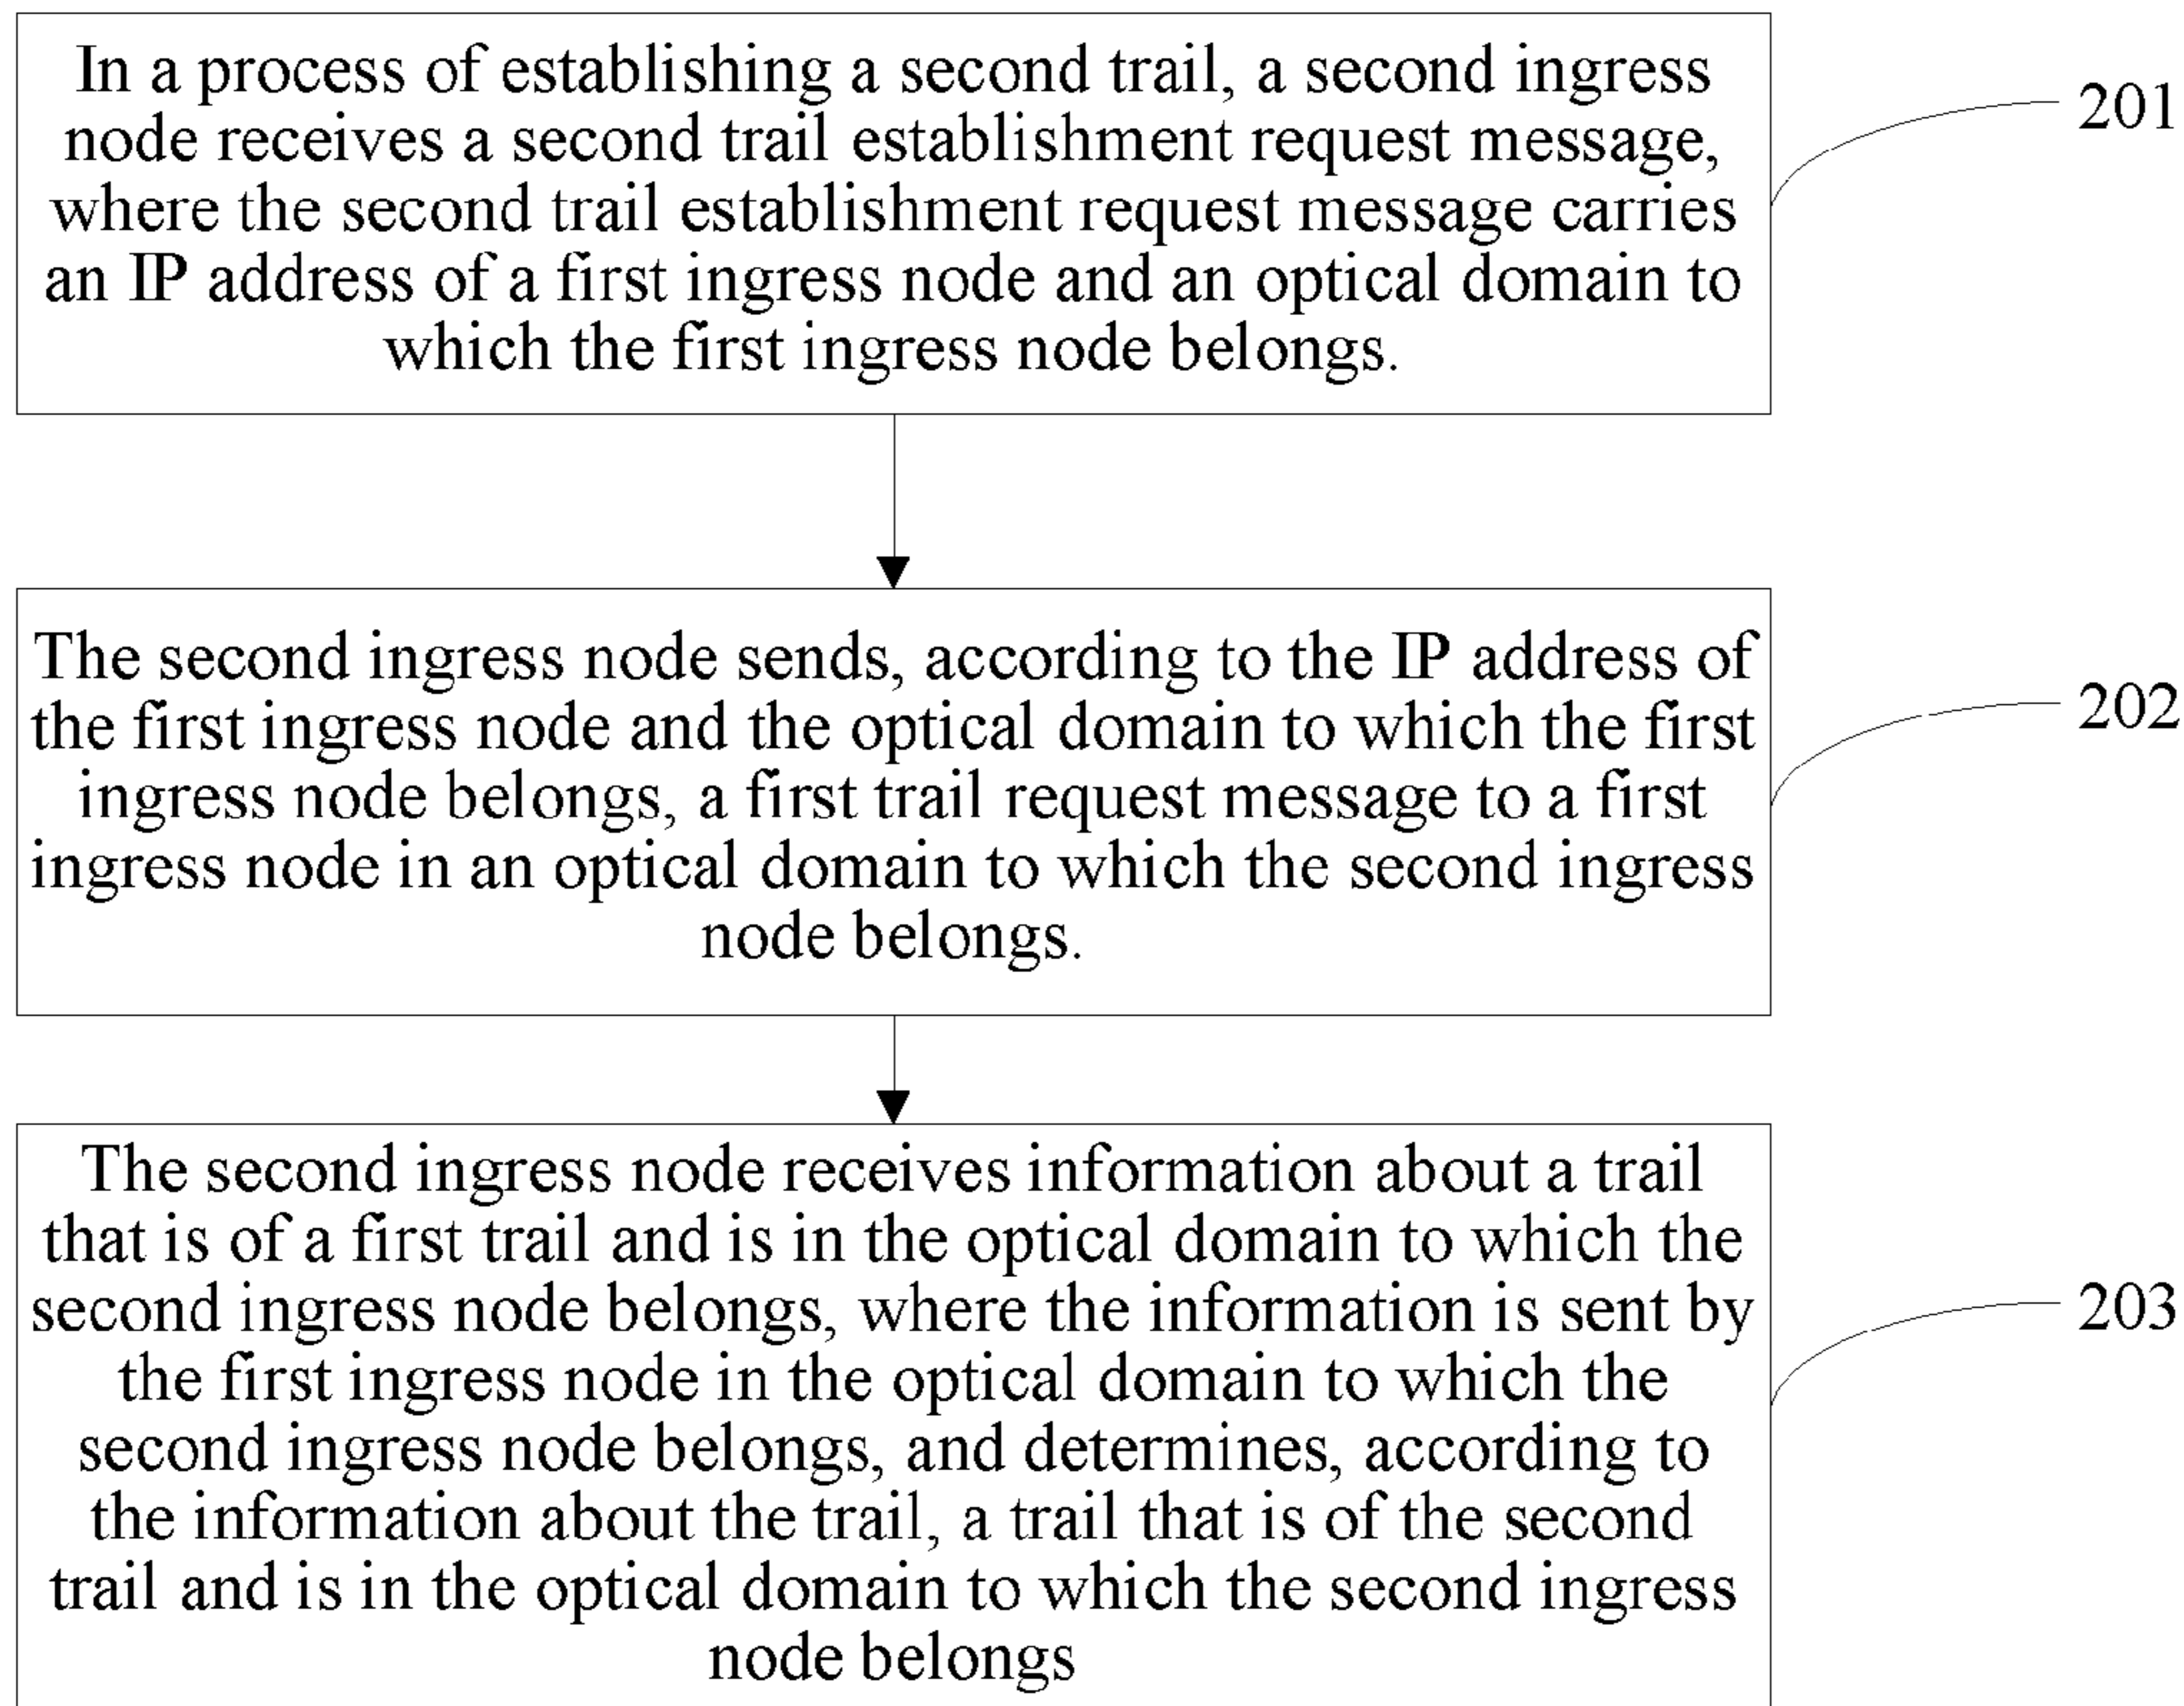 In a process of establishing a second trail, a second ingress
node receives a second trail establishment request message,
where the second trail establishment request message carries
an IP address of a first ingress node and an optical domain to
which the first ingress node belongs.
201
The second ingress node sends, according to the IP address of
the first ingress node and the optical domain to which the first
ingress node belongs, a first trail request message to a first
ingress node in an optical domain to which the second ingress
node belongs.
202
The second ingress node receives information about a trail
that is of a first trail and is in the optical domain to which the
second ingress node belongs, where the information is sent by
the first ingress node in the optical domain to which the
second ingress node belongs, and determines, according to
the information about the trail, a trail that is of the second
trail and is in the optical domain to which the second ingress
node belongs
203